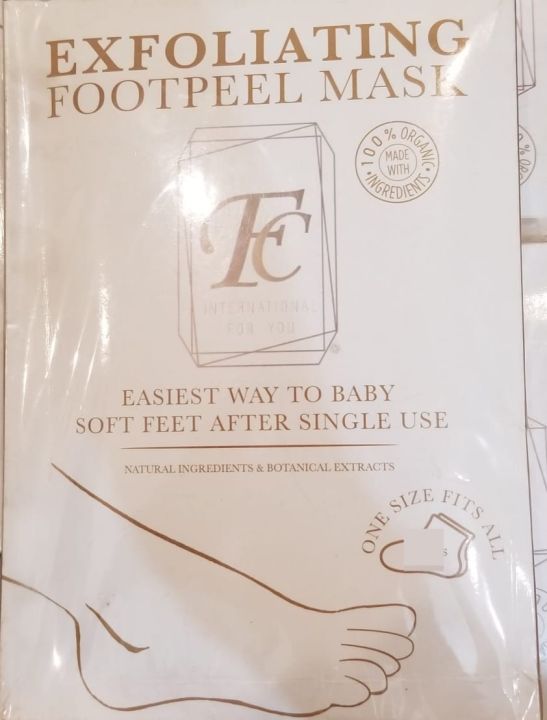 EXFOLIATING
FOOTPEEL MASK
100% ORGANIC
MADE
WITH
INGREDIENTS
FC
INTERNATIONAL
FOR YOU
EASIEST WAY TO BABY
SOFT FEET AFTER SINGLE USE
NATURAL INGREDIENTS & BOTANICAL EXTRACTS
ONE SIZE FITS ALL